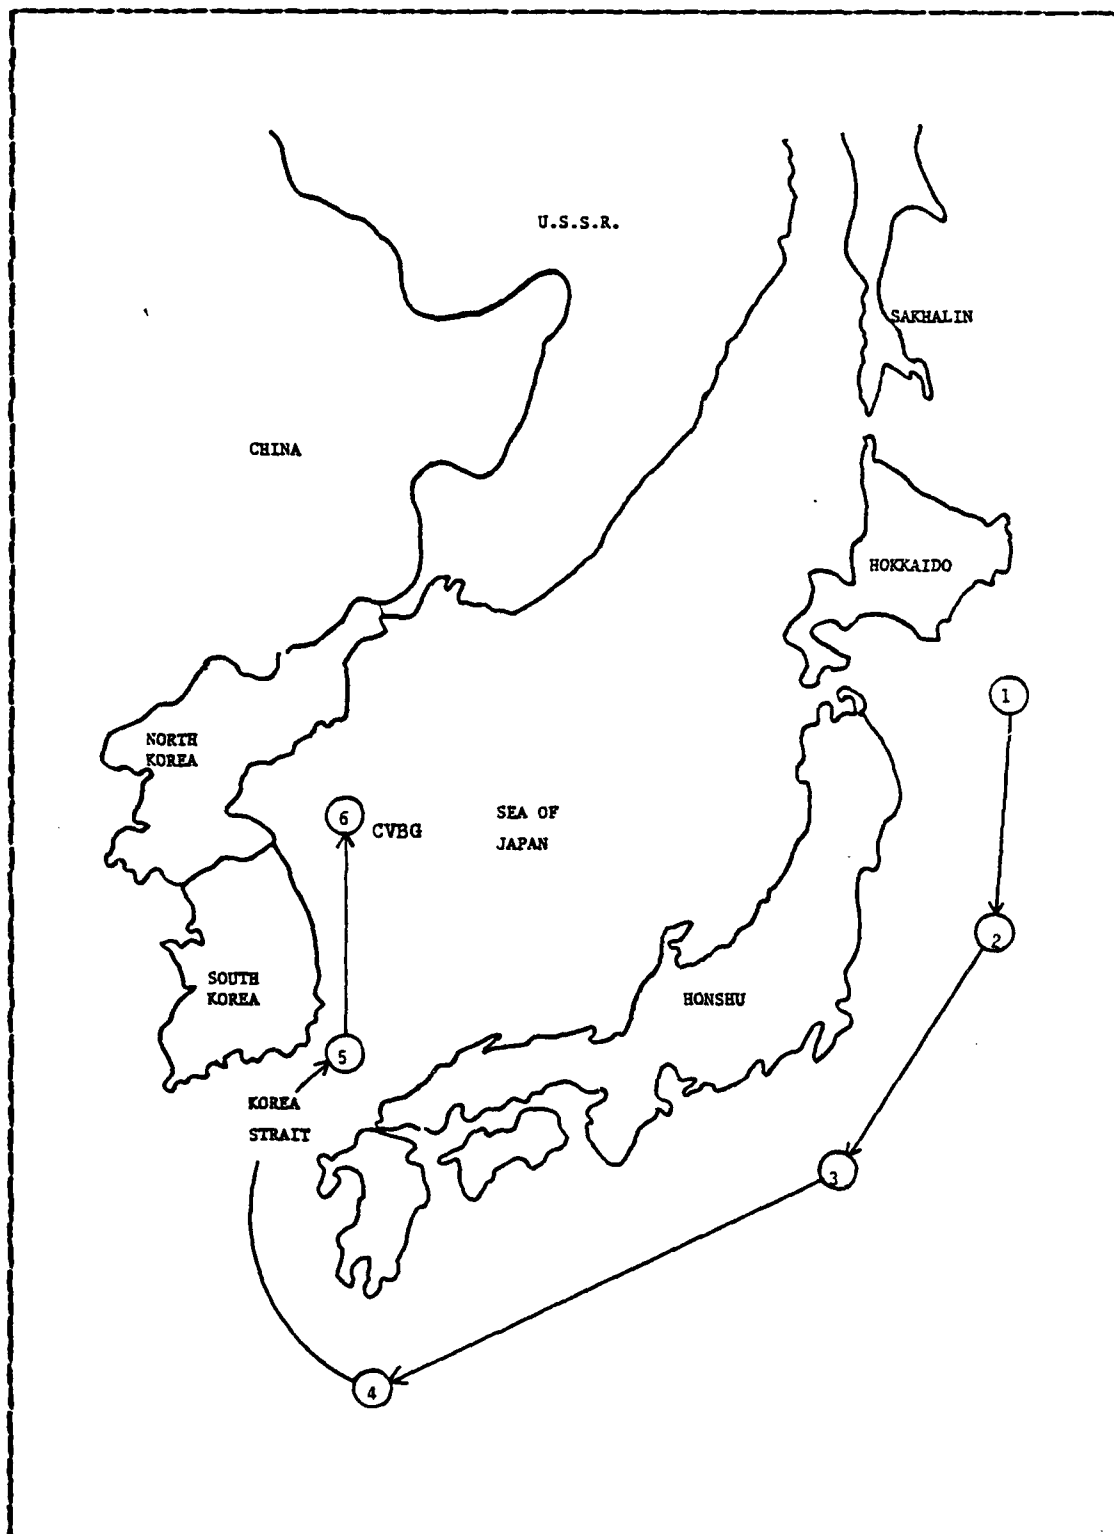 U.S.S.R.
SAKHALIN
CHINA
HOKKAIDO
1
NORTH
KOREA
6
CVBG
SEA OF
JAPAN
2
SOUTH
KOREA
HONSHU
5
KOREA
STRAIT
3
4